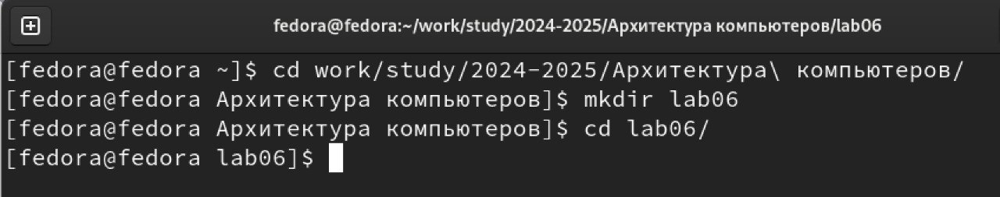 fedora@fedora:~/work/study/2024-2025/Архитектура компьютеров/lab06
[fedora@fedora ~]$ cd work/study/2024-2025/Архитектура\ компьютеров/
[fedora@fedora Архитектура компьютеров]$ mkdir lab06
[fedora@fedora Архитектура компьютеров]$ cd lab06/
[fedora@fedora lab06]$